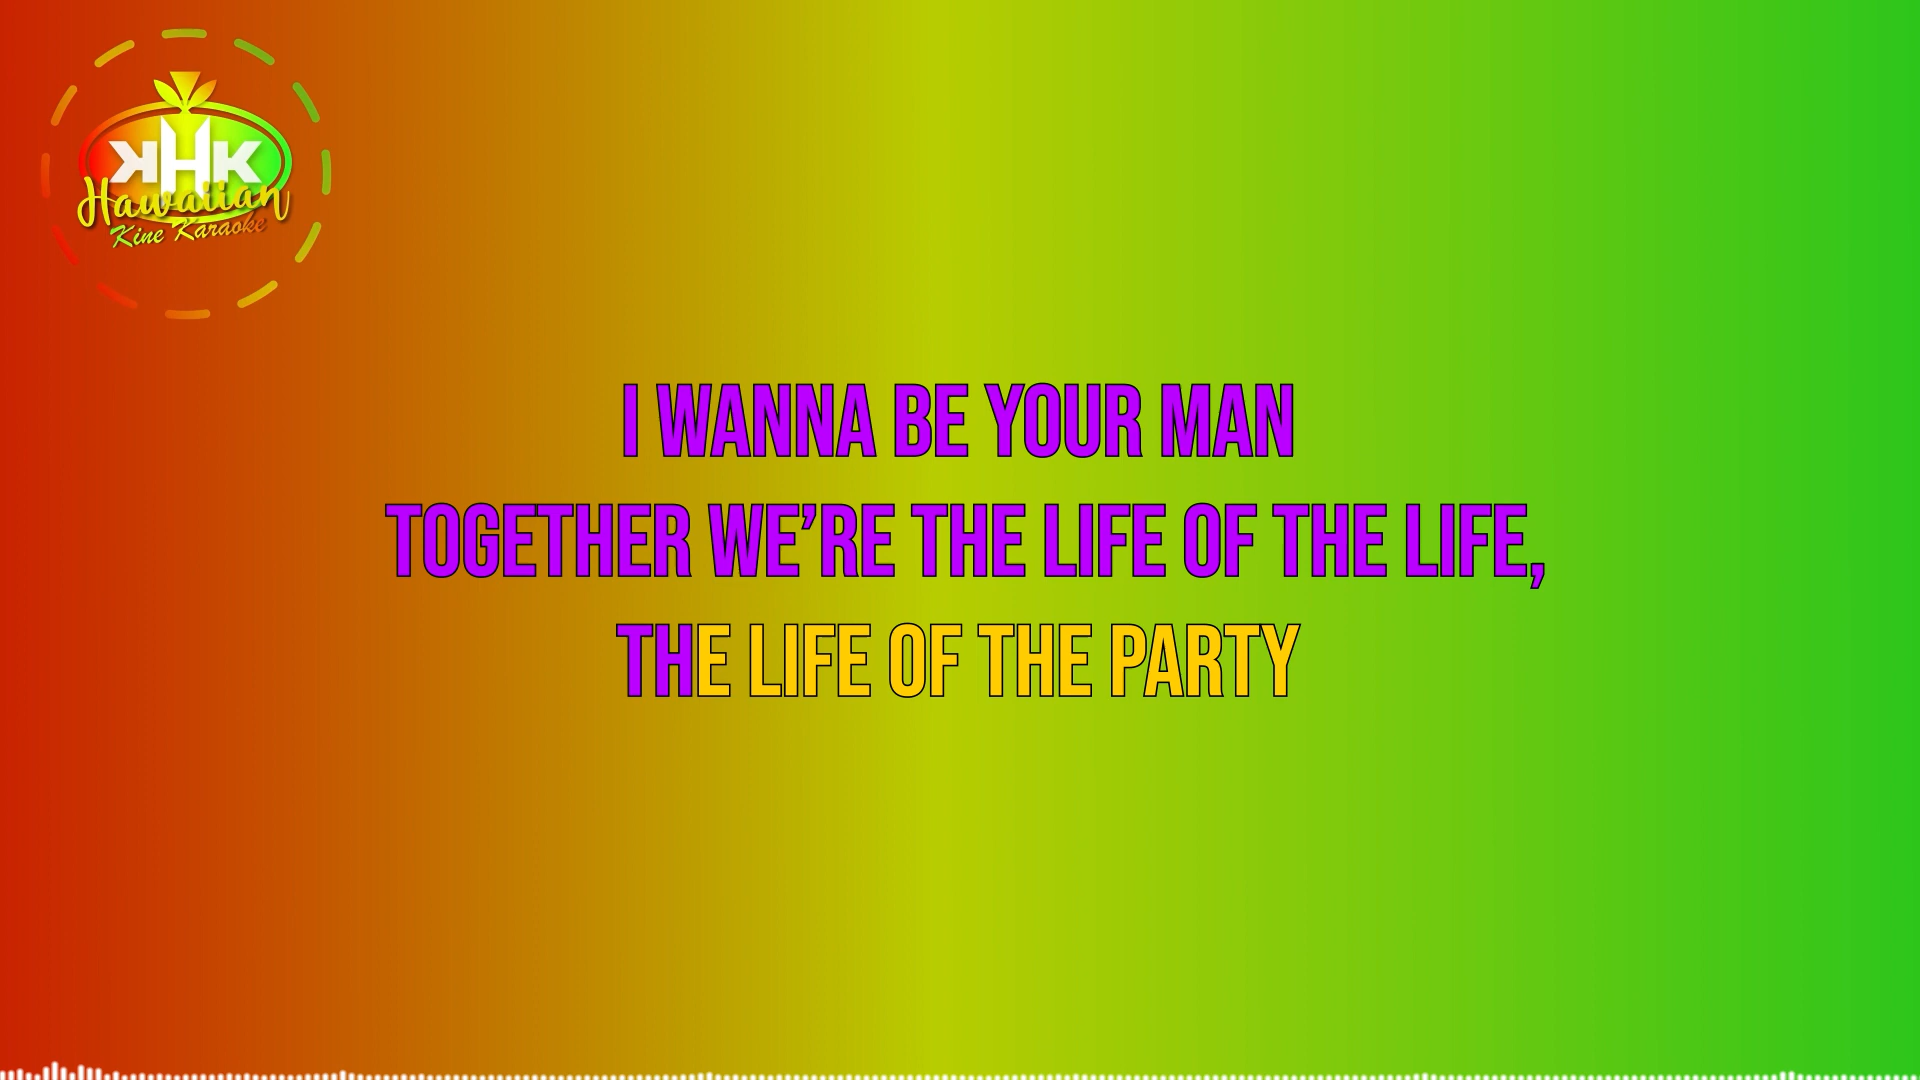 KHK
Hawaiian
Kine Karaoke
I WANNA BE YOUR MAN
TOGETHER WE’RE THE LIFE OF THE LIFE,
THE LIFE OF THE PARTY